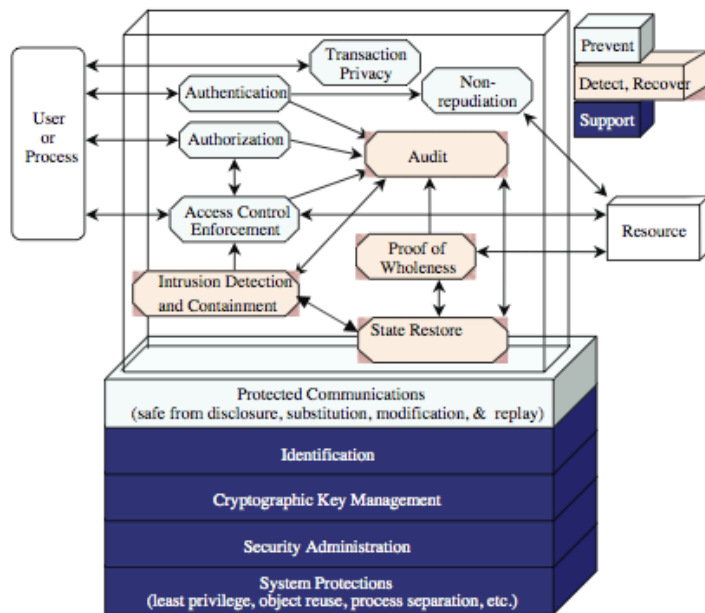 Transaction
Privacy
Prevent
Non-
repudiation
Detect, Recover
User
or
Process
Authentication
Support
Authorization
Audit
Access Control
Enforcement
Resource
Proof of
Wholeness
Intrusion Detection
and Containment
State Restore
Protected Communications
(safe from disclosure, substitution, modification, & replay)
Identification
Cryptographic Key Management
Security Administration
System Protections
(least privilege, object reuse, process separation, etc.)